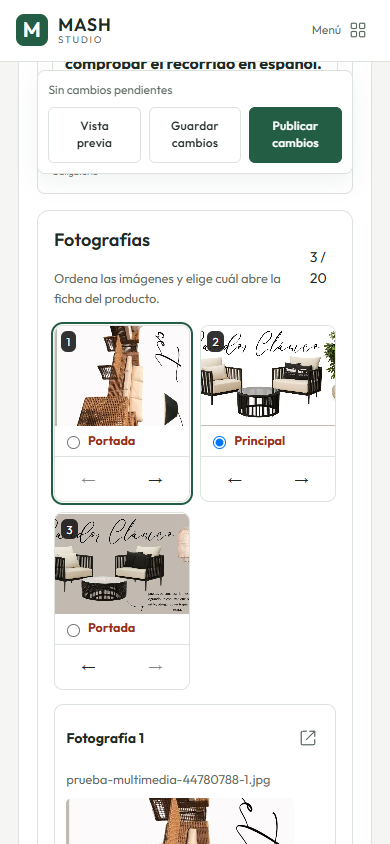 M MASH
STUDIO
Menú
comprobar el recorrido en español.
Sin cambios pendientes
Vista
previa
Guardar
cambios
Publicar
cambios
Fotografías
3 /
20
Ordena las imágenes y elige cuál abre la
ficha del producto.
1
2
Clásico
Portada
Principal
← →
← →
3
Clásico
Portada
← →
Fotografía 1
prueba-multimedia-44780788-1.jpg